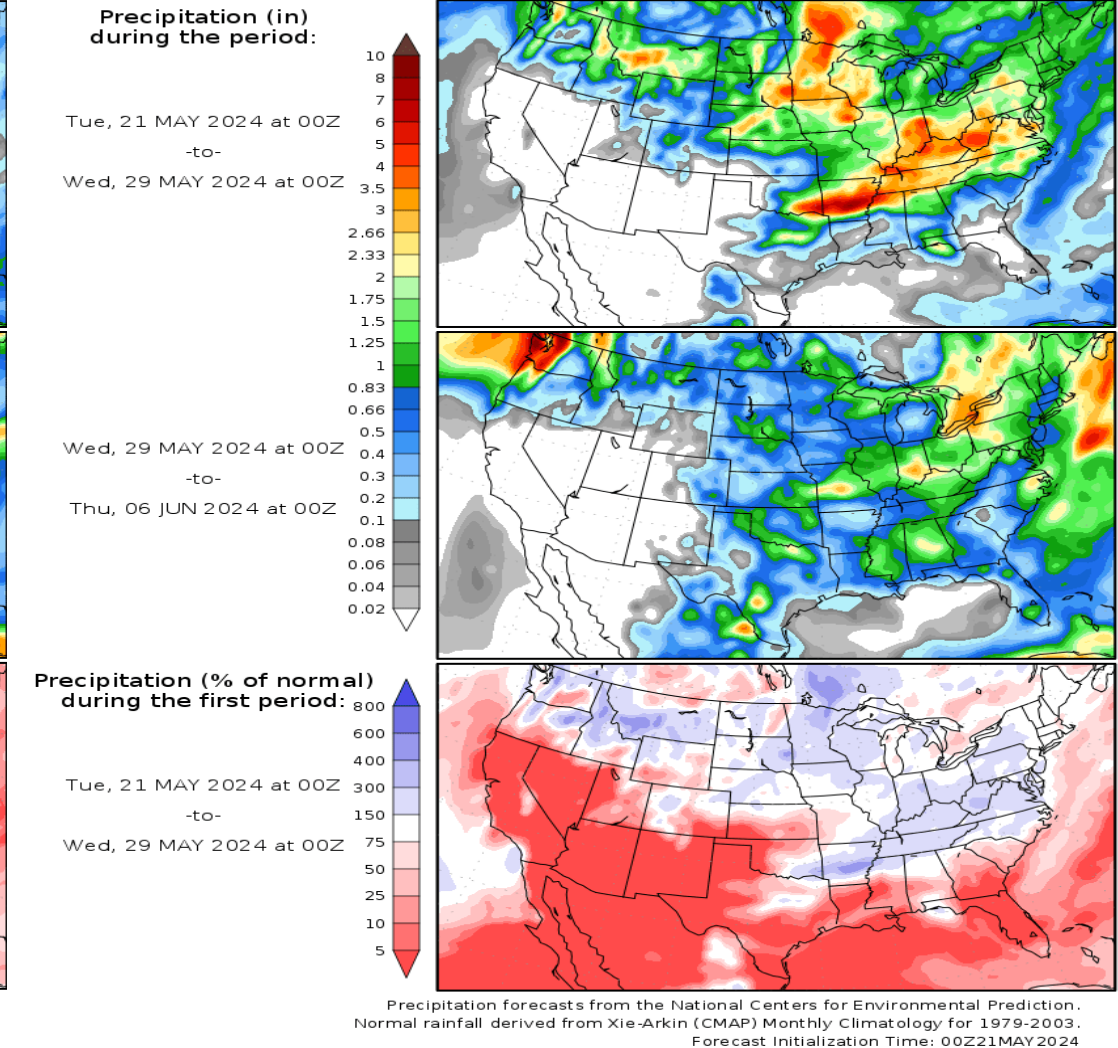 Precipitation (in)
during the period:
10
8
7
6
5
4
3.5
3
2.66
2.33
2
1.75
1.5
1.25
1
0.83
0.66
0.5
0.4
0.3
0.2
0.1
0.08
0.06
0.04
0.02
Tue, 21 MAY 2024 at 00Z
-to-
Wed, 29 MAY 2024 at 00Z
Wed, 29 MAY 2024 at 00Z
-to-
Thu, 06 JUN 2024 at 00Z
Precipitation (% of normal)
during the first period:
800
600
400
300
150
75
50
25
10
5
Tue, 21 MAY 2024 at 00Z
-to-
Wed, 29 MAY 2024 at 00Z
Precipitation forecasts from the National Centers for Environmental Prediction.
Normal rainfall derived from Xie-Arkin (CMAP) Monthly Climatology for 1979-2003.
Forecast Initialization Time: 00Z21MAY2024